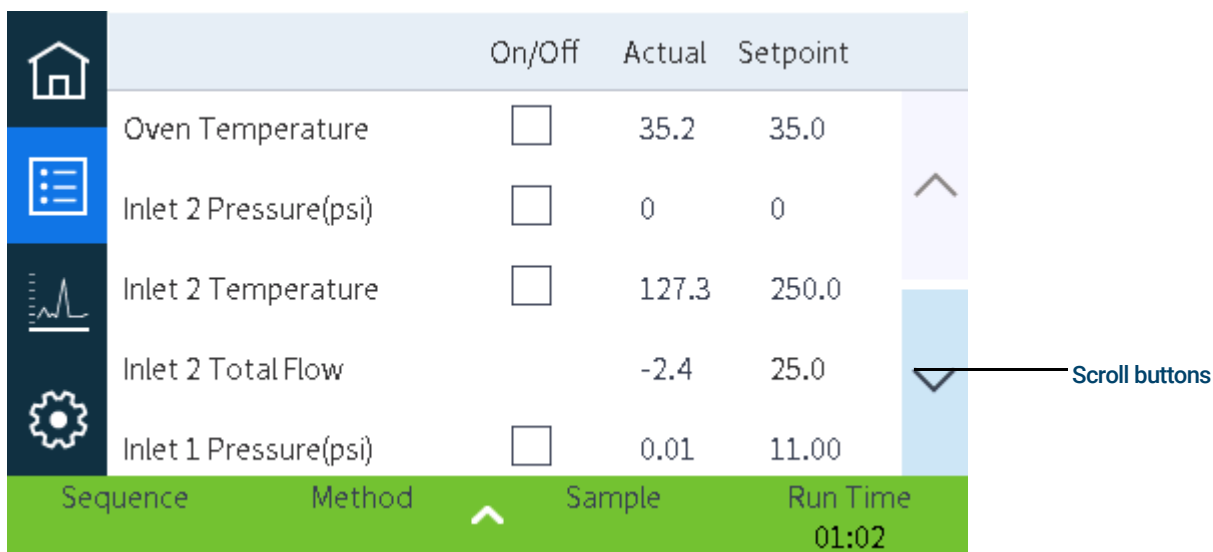 On/Off Actual Setpoint
Oven Temperature 35.2 35.0
Inlet 2 Pressure(psi) 0 0
Inlet 2 Temperature 127.3 250.0
Inlet 2 Total Flow -2.4 25.0
Scroll buttons
Inlet 1 Pressure(psi) 0.01 11.00
Sequence Method Sample Run Time
01:02